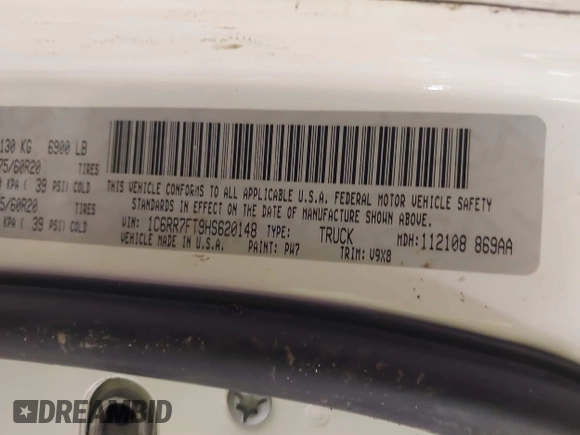 130 KG 6900 LB
75/60R20 TIRES
KPA ( 39 PSI) COLD
5/60R20 TIRES
KPA ( 39 PSI) COLD
THIS VEHICLE CONFORMS TO ALL APPLICABLE U.S.A. FEDERAL MOTOR VEHICLE SAFETY
STANDARDS IN EFFECT ON THE DATE OF MANUFACTURE SHOWN ABOVE.
VIN: 1C6RR7FT9HS620148 TYPE: TRUCK MDH: 112108 869AA
VEHICLE MADE IN U.S.A. PAINT: PW7 TRIM: V9X8
DREAMBID